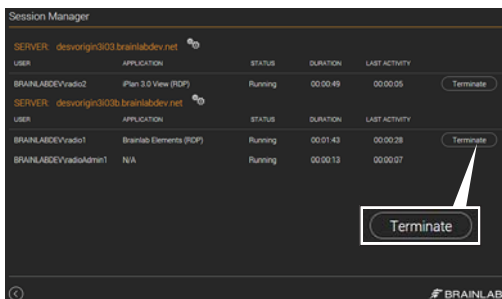 Session Manager
SERVER: desvorigin3i03.brainlabdev.net
USER APPLICATION STATUS DURATION LAST ACTIVITY
BRAINLABDEV\radio2 iPlan 3.0 View (RDP) Running 00:00:49 00:00:05 Terminate
SERVER: desvorigin3i03b.brainlabdev.net
USER APPLICATION STATUS DURATION LAST ACTIVITY
BRAINLABDEV\radio1 Brainlab Elements (RDP) Running 00:01:43 00:00:28 Terminate
BRAINLABDEV\radioAdmin1 N/A Running 00:00:13 00:00:07
Terminate
BRAINLAB